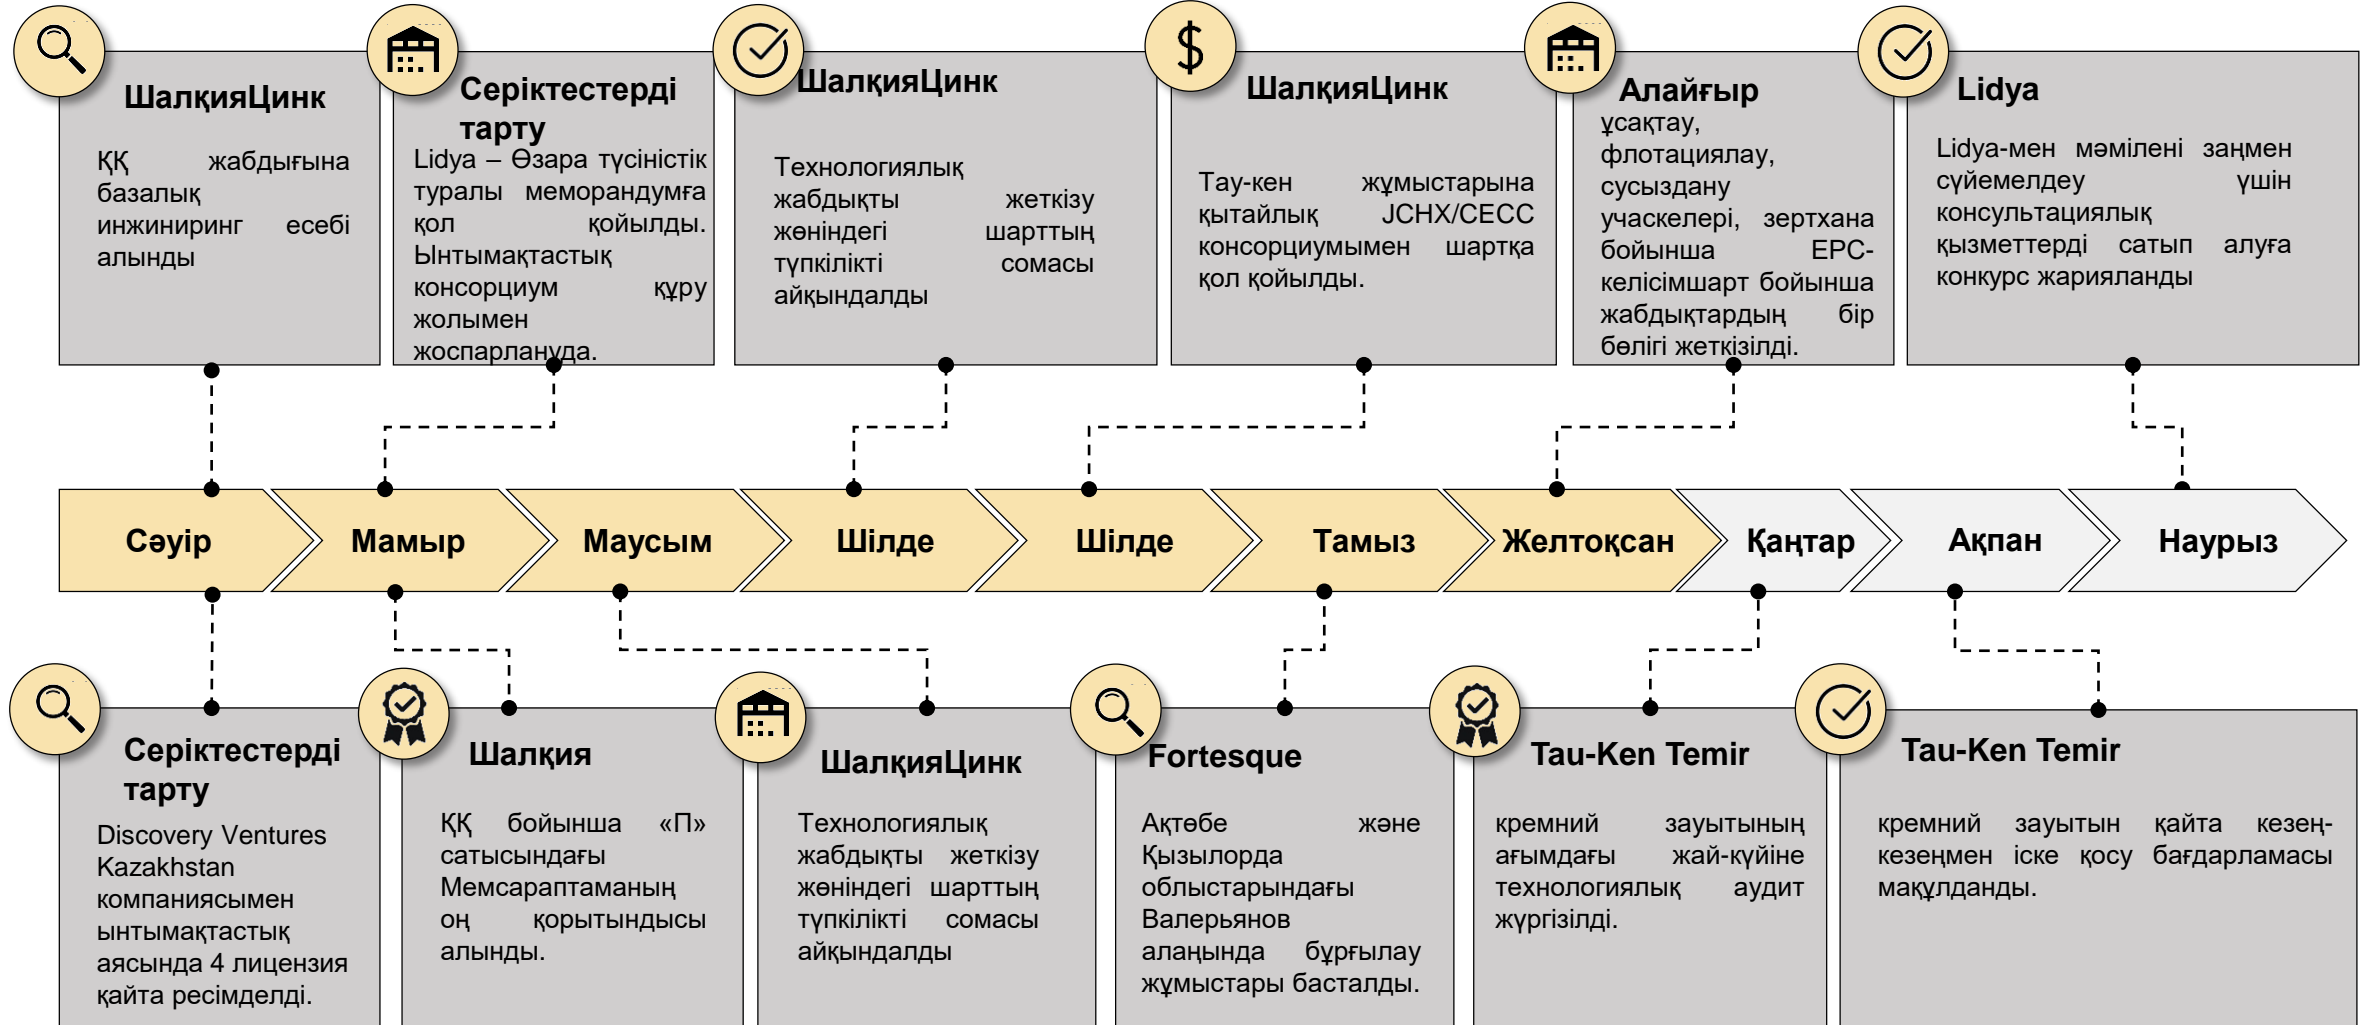 ШалқияЦинк
ҚҚ жабдығына
базалық
инжиниринг есебі
алынды
Серіктестерді
тарту
Lidya – Өзара түсіністік
туралы меморандумға
қол қойылды.
Ынтымақтастық
консорциум құру
жолымен
жоспарлануда.
ШалқияЦинк
Технологиялық
жабдықты жеткізу
жөніндегі шарттың
түпкілікті сомасы
айқындалды
$
ШалқияЦинк
Тау-кен жұмыстарына
қытайлық JCHX/CECC
консорциумымен шартқа
қол қойылды.
Алайғыр
ұсақтау,
флотациялау,
сусыздану
учаскелері, зертхана
бойынша EPC-
келісімшарт бойынша
жабдықтардың бір
бөлігі жеткізілді.
Lidya
Lidya-мен мәмілені заңмен
сүйемелдеу үшін
консультациялық
қызметтерді сатып алуға
конкурс жарияланды
Сәуір
Мамыр
Маусым
Шілде
Шілде
Тамыз
Желтоқсан
Қаңтар
Ақпан
Наурыз
Серіктестерді
тарту
Discovery Ventures
Kazakhstan
компаниясымен
ынтымақтастық
аясында 4 лицензия
қайта ресімделді.
Шалқия
ҚҚ бойынша «П»
сатысындағы
Мемсараптаманың
оң қорытындысы
алынды.
ШалқияЦинк
Технологиялық
жабдықты жеткізу
жөніндегі шарттың
түпкілікті сомасы
айқындалды
Fortesque
Ақтөбе және
Қызылорда
облыстарындағы
Валерьянов
алаңында бұрғылау
жұмыстары басталды.
Tau-Ken Temir
кремний зауытының
ағымдағы жай-күйіне
технологиялық аудит
жүргізілді.
Tau-Ken Temir
кремний зауытын қайта кезең-
кезеңмен іске қосу бағдарламасы
мақұлданды.